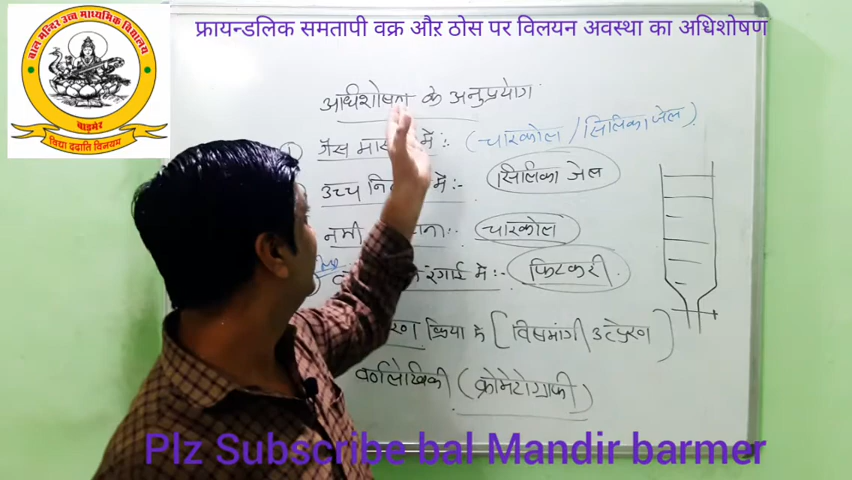 फ्रायन्डलिक समतापी वक्र और ठोस पर विलयन अवस्था का अधिशोषण
बाल मन्दिर उच्च माध्यमिक विद्यालय
बाड़मेर
विद्या ददाति विनयम्
अधिशोषण के अनुप्रयोग
गैस मा में :- (चारकोल / सिलिका जेल)
उच्च नि में :- सिलिका जेल
नमी ना :- चारकोल
रंगाई में :- फिटकरी
क्रिया में [विषमांगी उत्प्रेरण]
वर्णलेखिकी (क्रोमेटोग्राफी)
Plz Subscribe bal Mandir barmer